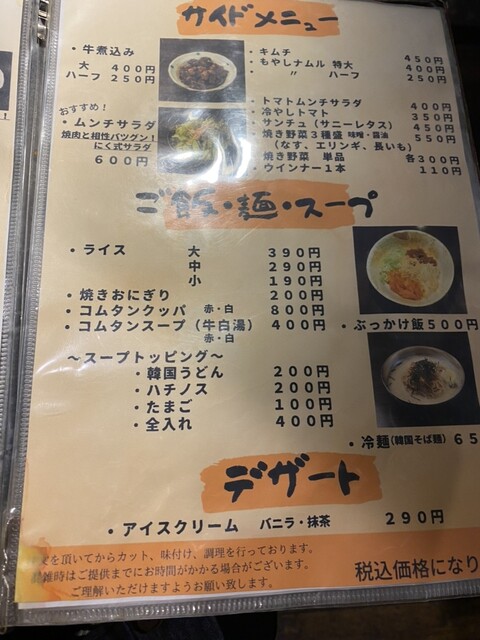 サイドメニュー
・牛煮込み
大 400円
ハーフ 250円
おすすめ！
・ムンチサラダ
焼肉と相性バツグン！
にく式サラダ
600円
・キムチ 450円
・もやしナムル 特大 400円
〃 ハーフ 250円
・トマトムンチサラダ 400円
・冷やしトマト 350円
・サンチュ（サニーレタス） 450円
・焼き野菜３種盛 味噌・醤油 550円
（なす、エリンギ、長いも）
焼き野菜 単品 各300円
・ウインナー１本 110円
ご飯・麺・スープ
・ライス 大 390円
中 290円
小 190円
・焼きおにぎり 200円
・コムタンクッパ 赤・白 800円
・コムタンスープ（牛白湯） 400円
赤・白
・ぶっかけ飯500円
～スープトッピング～
・韓国うどん 200円
・ハチノス 200円
・たまご 100円
・全入れ 400円
・冷麺(韓国そば麺) 65
デザート
・アイスクリーム バニラ・抹茶 290円
を頂いてからカット、味付け、調理を行っております。
雑時はご提供までにお時間がかかる場合がございます。
ご理解いただけますようお願い致します。
税込価格になり